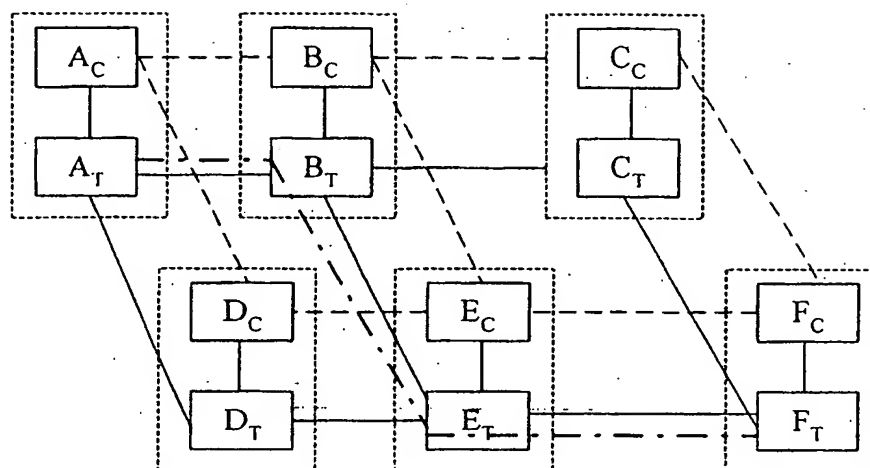 A_C B_C C_C
A_T B_T C_T
D_C E_C F_C
D_T E_T F_T